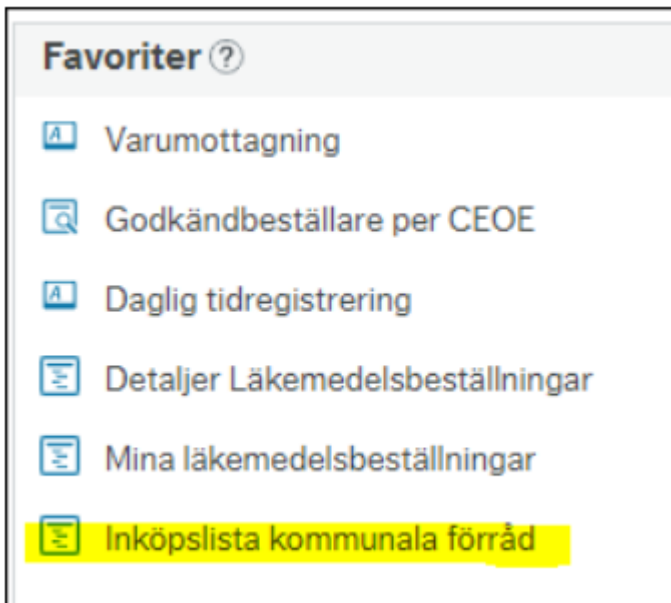 Favoriter ?
Varumottagning
Godkändbeställare per CEOE
Daglig tidregistrering
Detaljer Läkemedelsbeställningar
Mina läkemedelsbeställningar
Inköpslista kommunala förråd